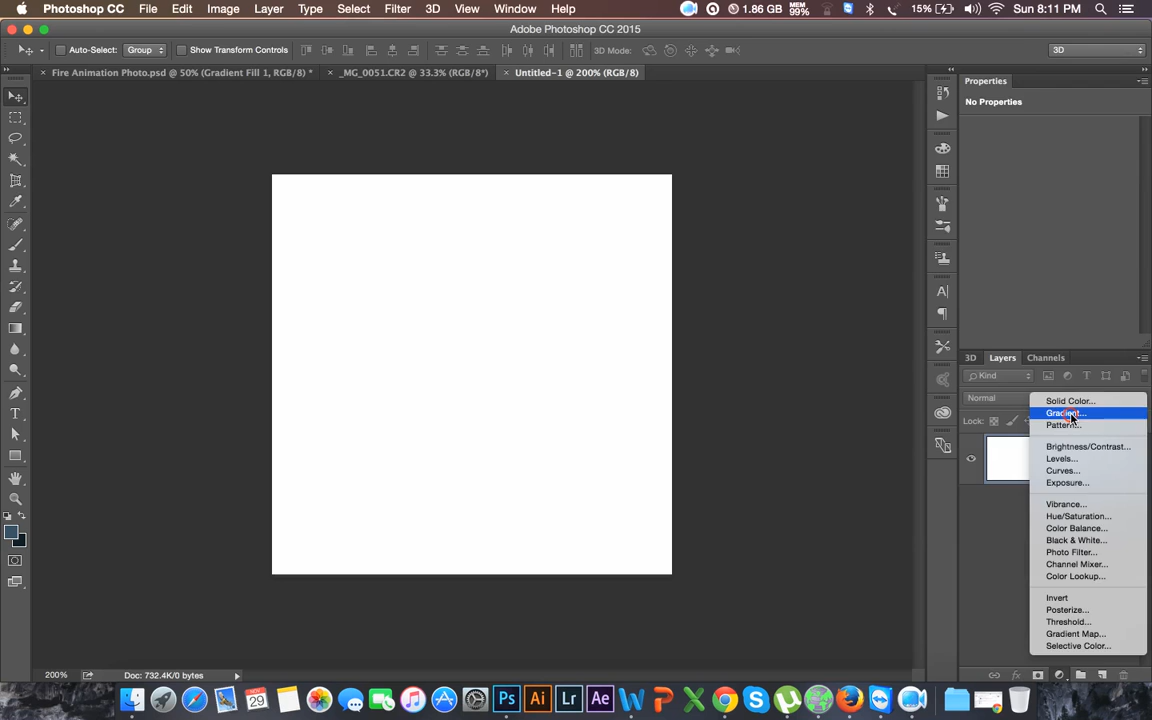 Photoshop CC File Edit Image Layer Type Select Filter 3D View Window Help 1.86 GB MEM 99% 15% Sun 8:11 PM
Adobe Photoshop CC 2015
Auto-Select: Group Show Transform Controls 3D Mode: 3D
× Fire Animation Photo.psd @ 50% (Gradient Fill 1, RGB/8) * × _MG_0051.CR2 @ 33.3% (RGB/8*) × Untitled-1 @ 200% (RGB/8)
Properties
No Properties
3D Layers Channels
Kind
Normal
Lock:
Solid Color...
Gradient...
Pattern...
Brightness/Contrast...
Levels...
Curves...
Exposure...
Vibrance...
Hue/Saturation...
Color Balance...
Black & White...
Photo Filter...
Channel Mixer...
Color Lookup...
Invert
Posterize...
Threshold...
Gradient Map...
Selective Color...
200% Doc: 732.4K/0 bytes
29
Ps Ai Lr Ae